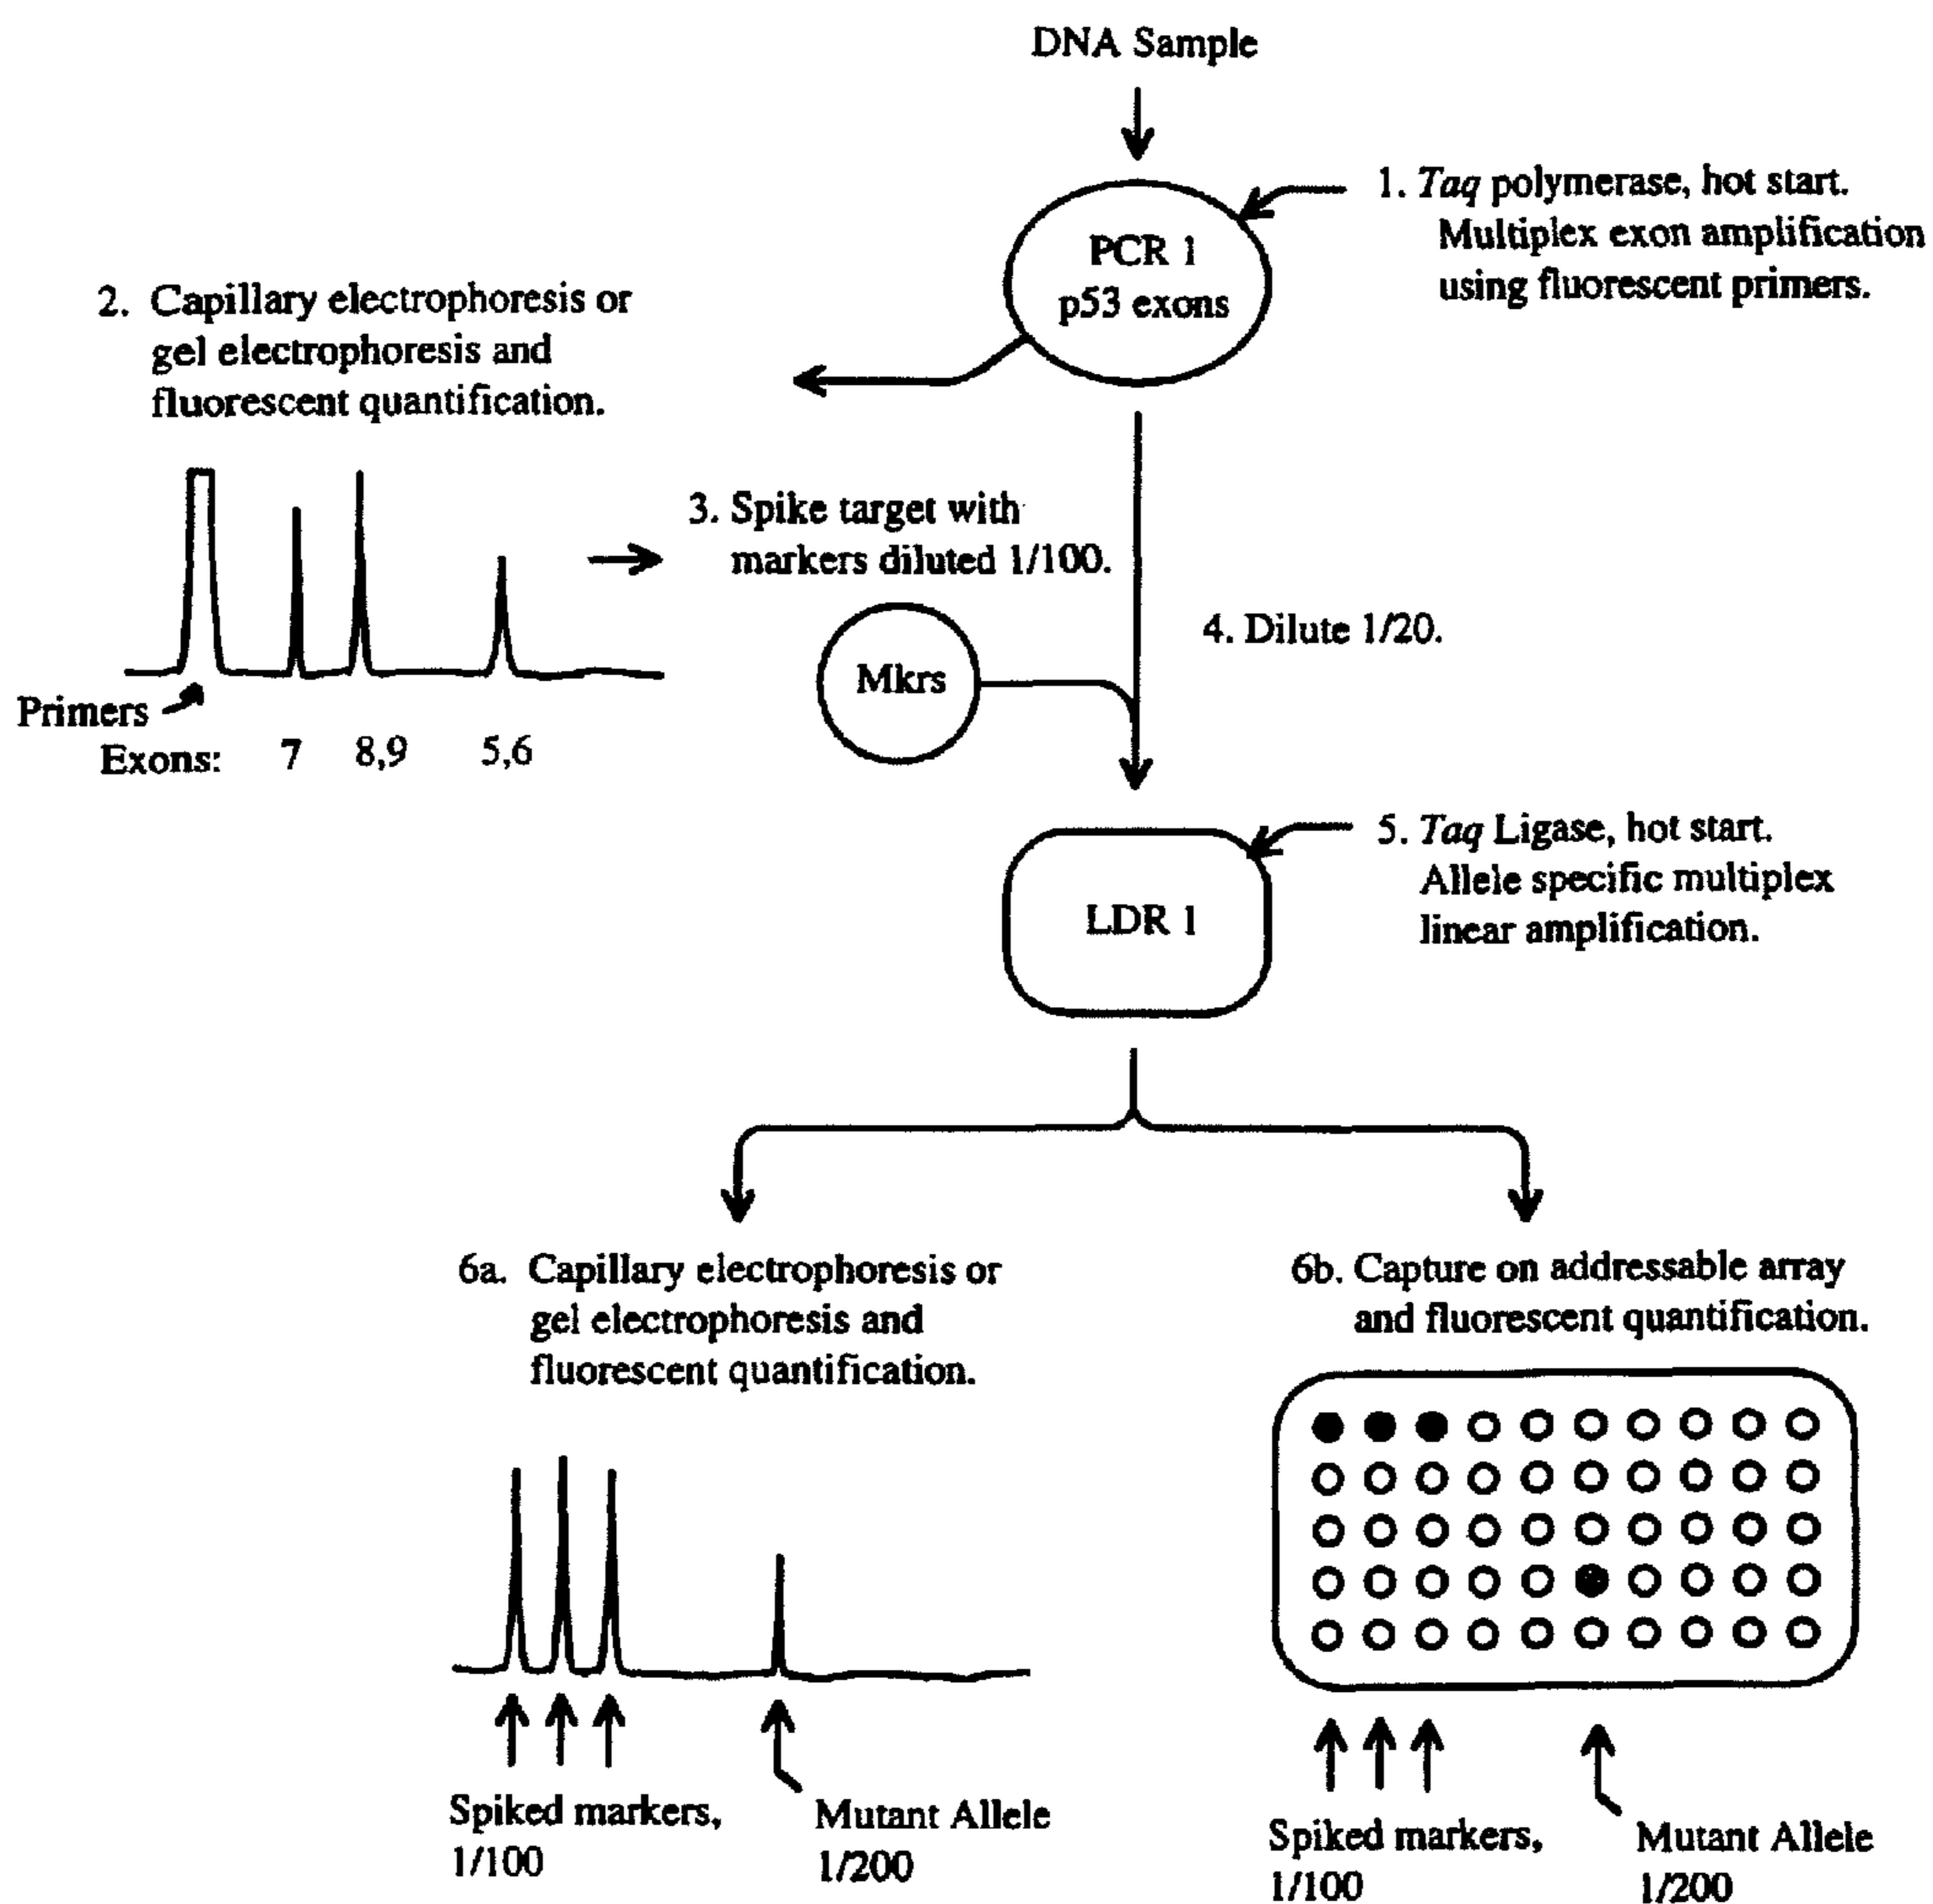 DNA Sample
PCR 1
p53 exons
1. Taq polymerase, hot start.
Multiplex exon amplification
using fluorescent primers.
2. Capillary electrophoresis or
gel electrophoresis and
fluorescent quantification.
Primers
Exons: 7 8,9 5,6
3. Spike target with
markers diluted 1/100.
Mkrs
4. Dilute 1/20.
LDR 1
5. Taq Ligase, hot start.
Allele specific multiplex
linear amplification.
6a. Capillary electrophoresis or
gel electrophoresis and
fluorescent quantification.
Spiked markers,
1/100
Mutant Allele
1/200
6b. Capture on addressable array
and fluorescent quantification.
Spiked markers,
1/100
Mutant Allele
1/200